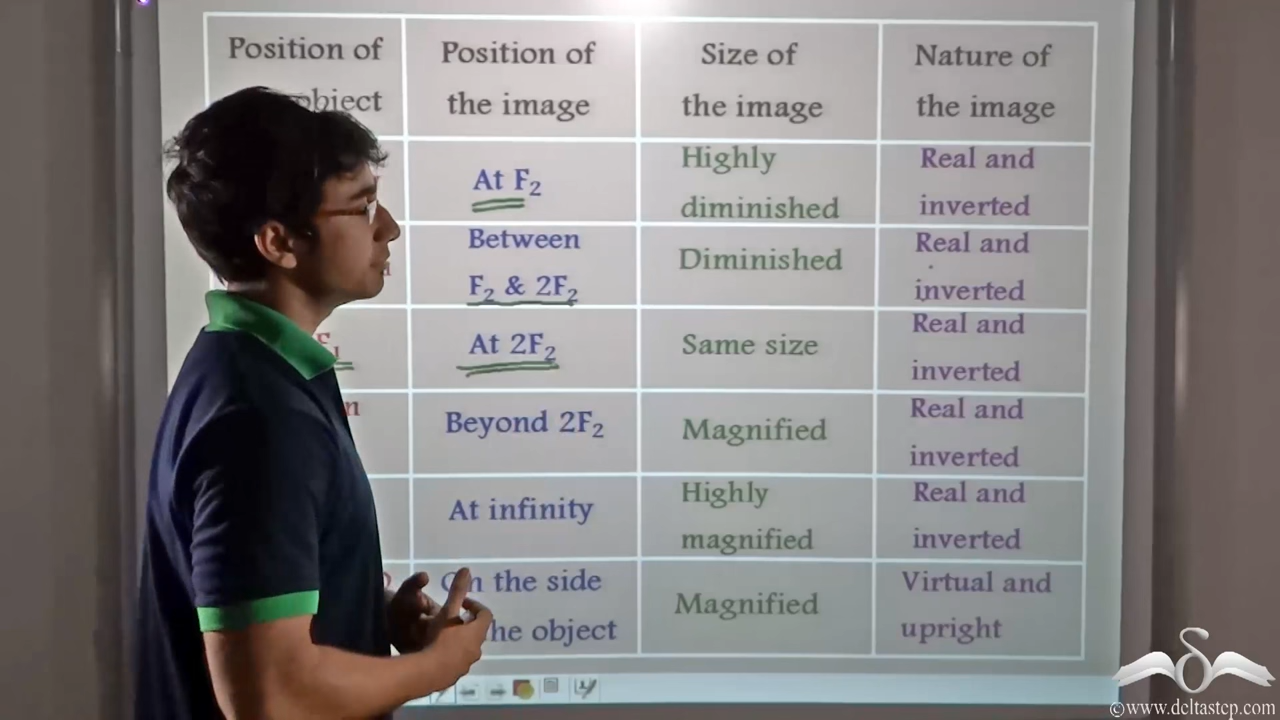 Position of
object
Position of
the image
Size of
the image
Nature of
the image
At F₂
Highly
diminished
Real and
inverted
Between
F₂ & 2F₂
Diminished
Real and
inverted
At 2F₂
Same size
Real and
inverted
Beyond 2F₂
Magnified
Real and
inverted
At infinity
Highly
magnified
Real and
inverted
On the side
the object
Magnified
Virtual and
upright
©www.deltastep.com